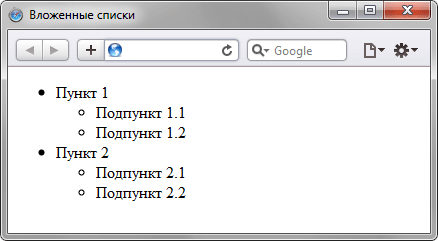 Вложенные списки
Google
Пункт 1
Подпункт 1.1
Подпункт 1.2
Пункт 2
Подпункт 2.1
Подпункт 2.2